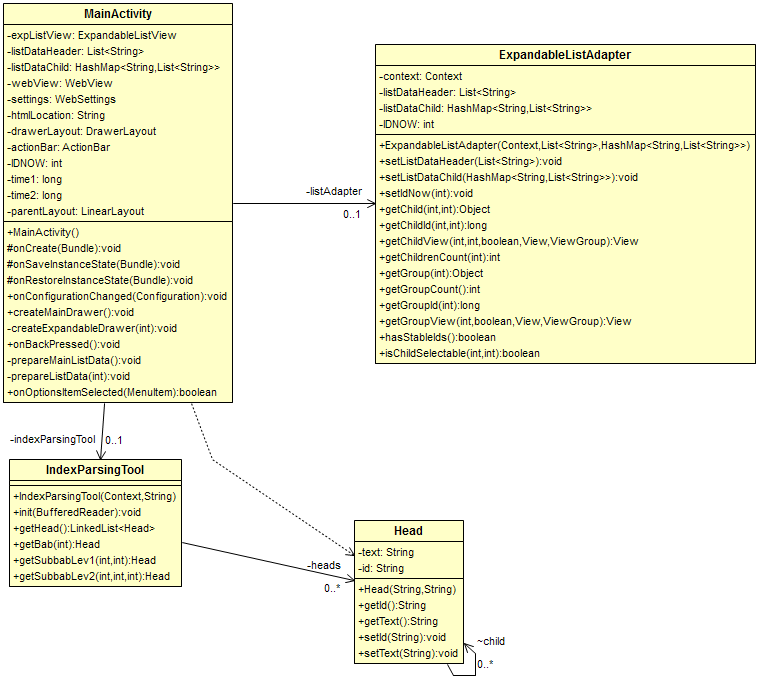 MainActivity
-expListView: ExpandableListView
-listDataHeader: List<String>
-listDataChild: HashMap<String,List<String>>
-webView: WebView
-settings: WebSettings
-htmlLocation: String
-drawerLayout: DrawerLayout
-actionBar: ActionBar
-IDNOW: int
-time1: long
-time2: long
-parentLayout: LinearLayout
+MainActivity()
#onCreate(Bundle):void
#onSaveInstanceState(Bundle):void
#onRestoreInstanceState(Bundle):void
+onConfigurationChanged(Configuration):void
+createMainDrawer():void
-createExpandableDrawer(int):void
+onBackPressed():void
-prepareMainListData():void
-prepareListData(int):void
+onOptionsItemSelected(MenuItem):boolean
-listAdapter
0..1
ExpandableListAdapter
-context: Context
-listDataHeader: List<String>
-listDataChild: HashMap<String,List<String>>
-IDNOW: int
+ExpandableListAdapter(Context,List<String>,HashMap<String,List<String>>)
+setListDataHeader(List<String>):void
+setListDataChild(HashMap<String,List<String>>):void
+setIdNow(int):void
+getChild(int,int):Object
+getChildId(int,int):long
+getChildView(int,int,boolean,View,ViewGroup):View
+getChildrenCount(int):int
+getGroup(int):Object
+getGroupCount():int
+getGroupId(int):long
+getGroupView(int,boolean,View,ViewGroup):View
+hasStableIds():boolean
+isChildSelectable(int,int):boolean
-indexParsingTool
0..1
IndexParsingTool
+IndexParsingTool(Context,String)
+init(BufferedReader):void
+getHead():LinkedList<Head>
+getBab(int):Head
+getSubbabLev1(int,int):Head
+getSubbabLev2(int,int,int):Head
-heads
0..*
Head
-text: String
-id: String
+Head(String,String)
+getId():String
+getText():String
+setId(String):void
+setText(String):void
~child
0..*